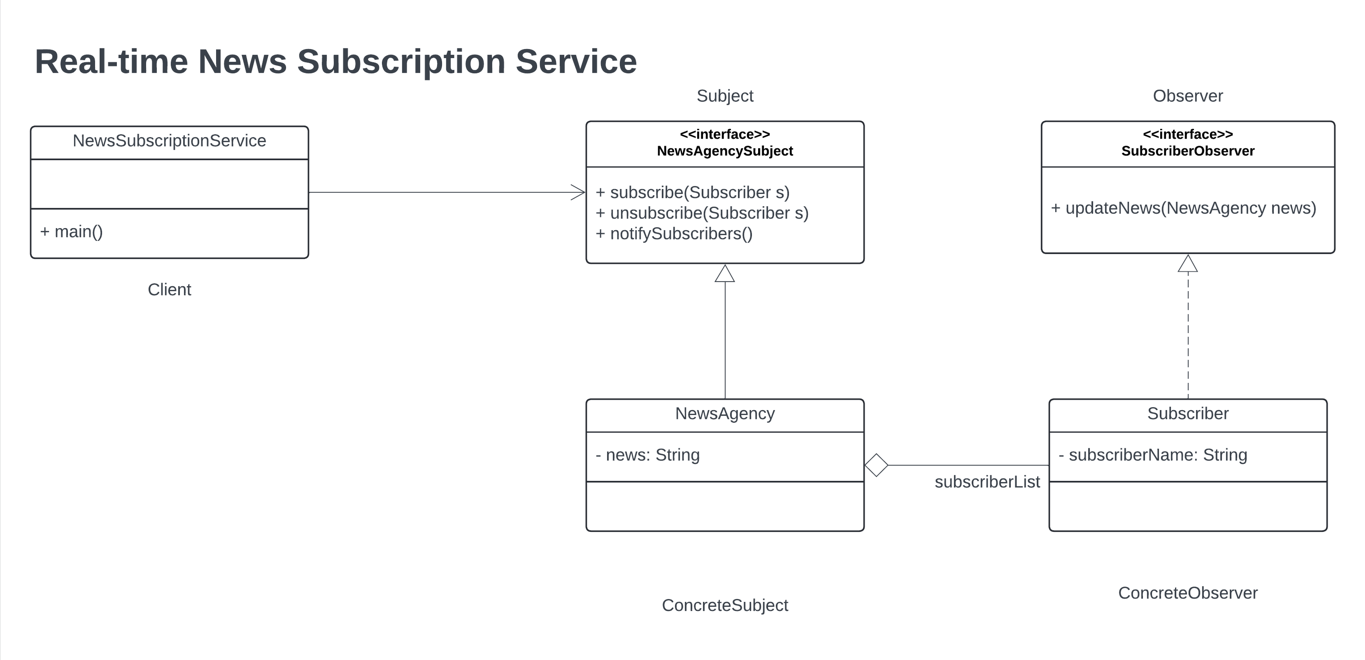 Real-time News Subscription Service
Subject
Observer
NewsSubscriptionService
+ main()
Client
<<interface>>
NewsAgencySubject
+ subscribe(Subscriber s)
+ unsubscribe(Subscriber s)
+ notifySubscribers()
<<interface>>
SubscriberObserver
+ updateNews(NewsAgency news)
NewsAgency
- news: String
subscriberList
Subscriber
- subscriberName: String
ConcreteSubject
ConcreteObserver